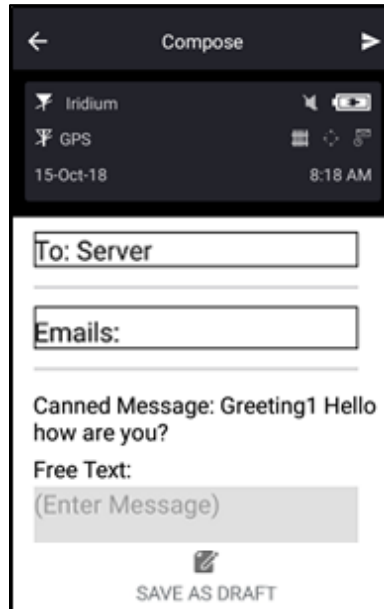 Compose
Iridium
GPS
15-Oct-18 8:18 AM
To: Server
Emails:
Canned Message: Greeting1 Hello
how are you?
Free Text:
(Enter Message)
SAVE AS DRAFT